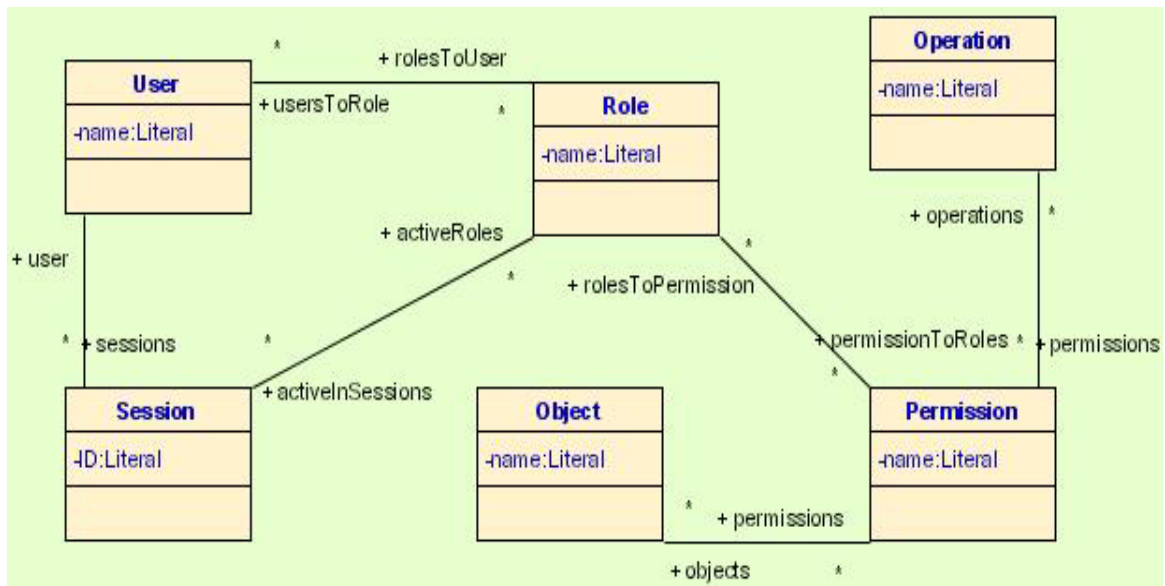 Operation
-name:Literal
*
+ rolesToUser
User
-name:Literal
+ usersToRole
*
Role
-name:Literal
+ operations
*
+ activeRoles
*
*
+ user
+ rolesToPermission
* + sessions
*
+ permissionToRoles
* + permissions
*
+ activeInSessions
Session
-ID:Literal
Object
-name:Literal
Permission
-name:Literal
*
+ permissions
+ objects
*